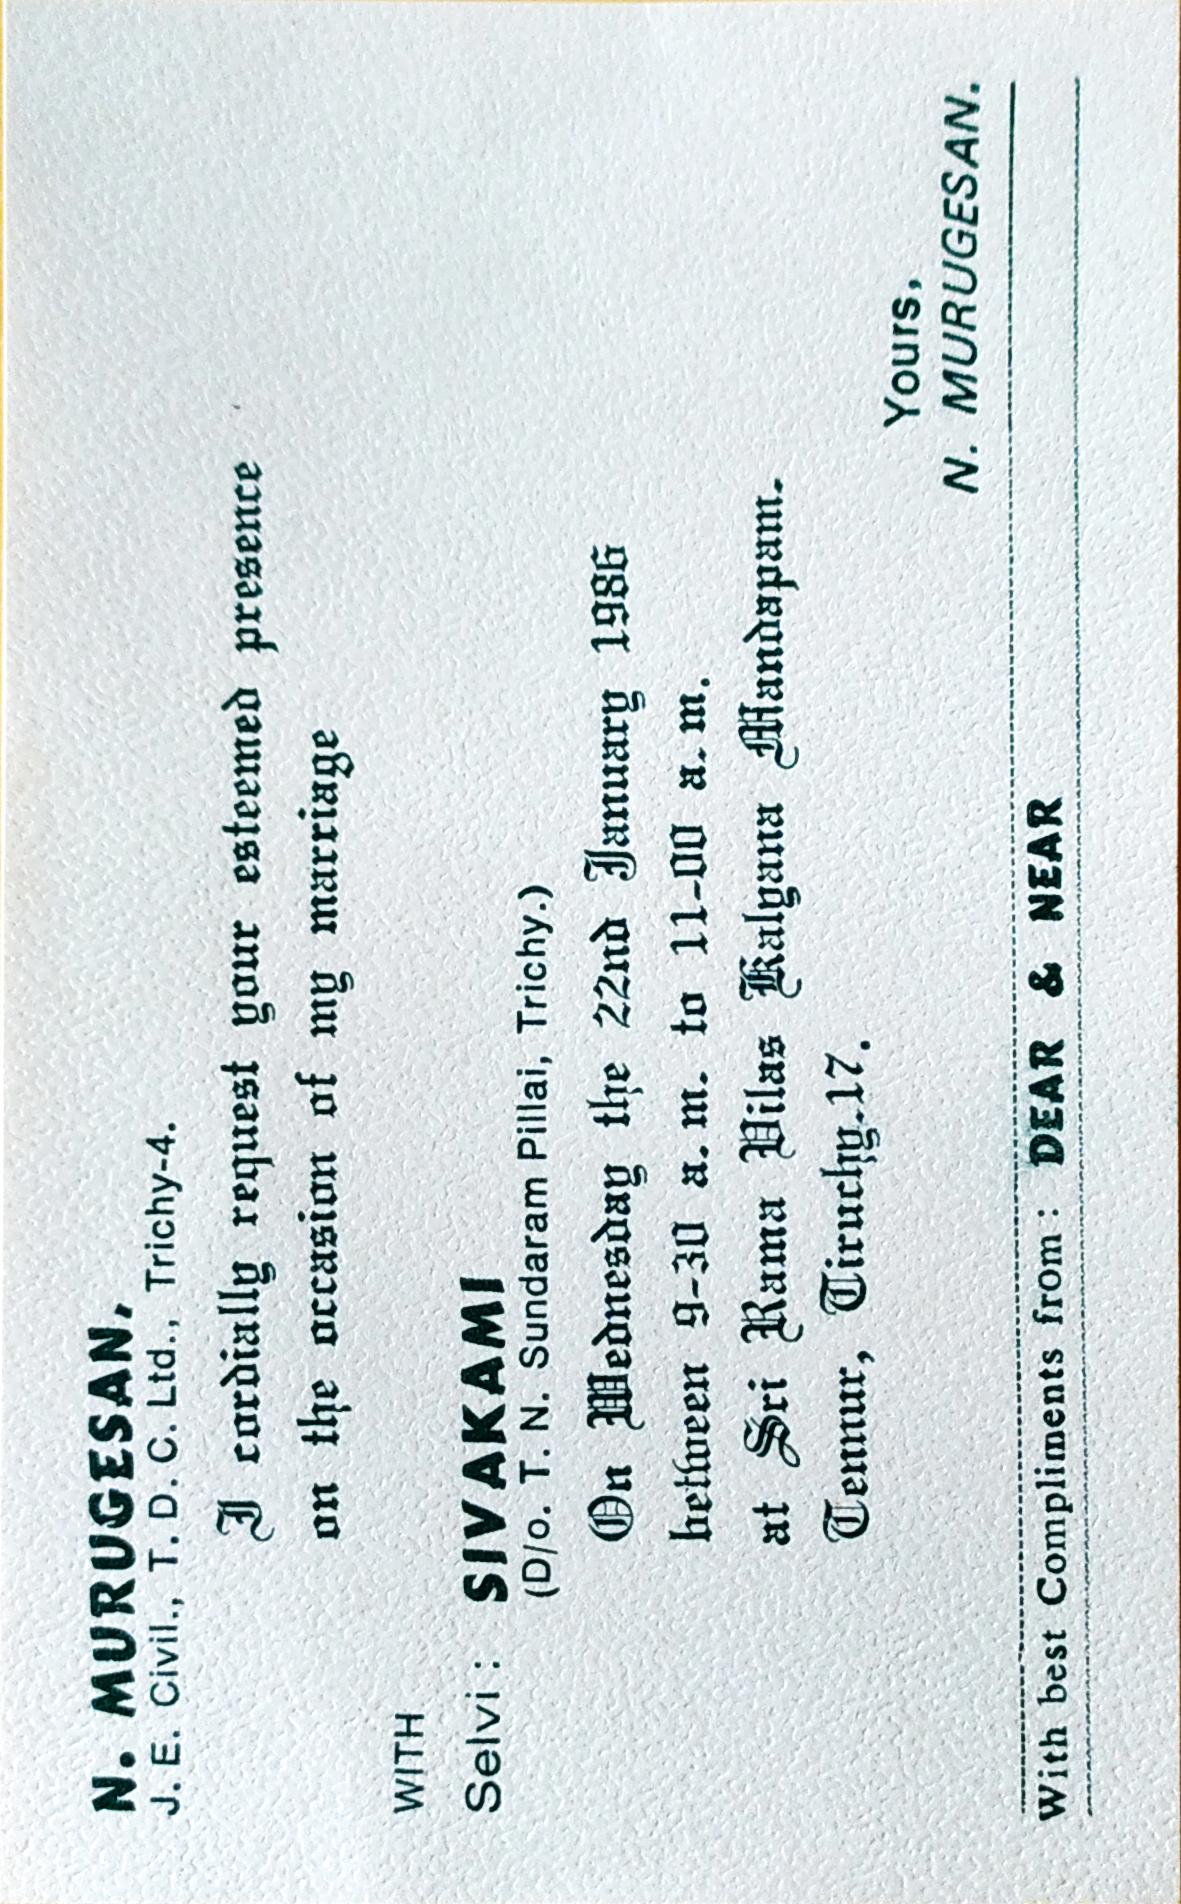 N. MURUGESAN,
J. E. Civil., T. D. C. Ltd., Trichy-4.
I cordially request your esteemed presence
on the occasion of my marriage
WITH
Selvi : SIVAKAMI
(D/o. T. N. Sundaram Pillai, Trichy.)
On Wednesday the 22nd January 1986
between 9-30 a. m. to 11-00 a. m.
at Sri Rama Vilas Kalyana Mandapam.
Tennur, Tiruchy-17.
Yours,
N. MURUGESAN.
With best Compliments from : DEAR & NEAR